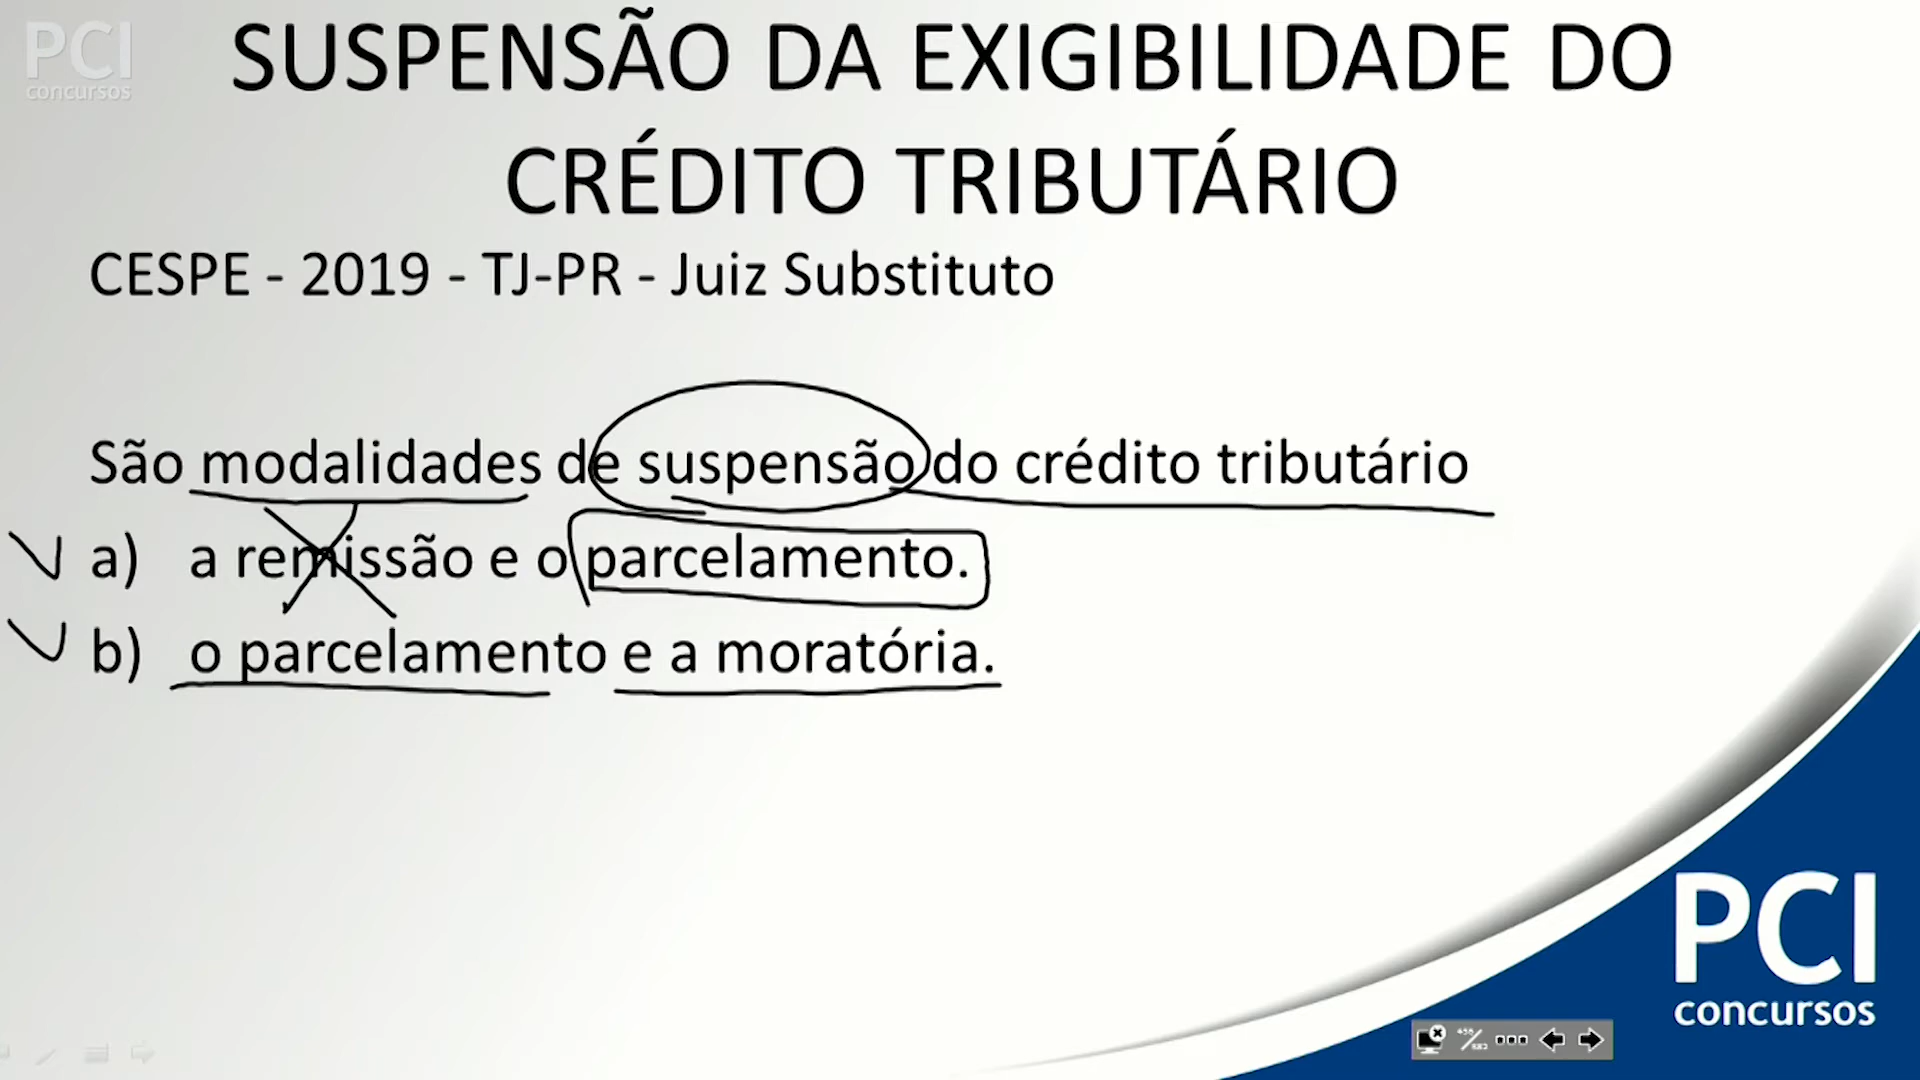 PCI
concursos
SUSPENSÃO DA EXIGIBILIDADE DO
CRÉDITO TRIBUTÁRIO
CESPE - 2019 - TJ-PR - Juiz Substituto
São modalidades de suspensão do crédito tributário
a) a remissão e o parcelamento.
b) o parcelamento e a moratória.
PCI
concursos